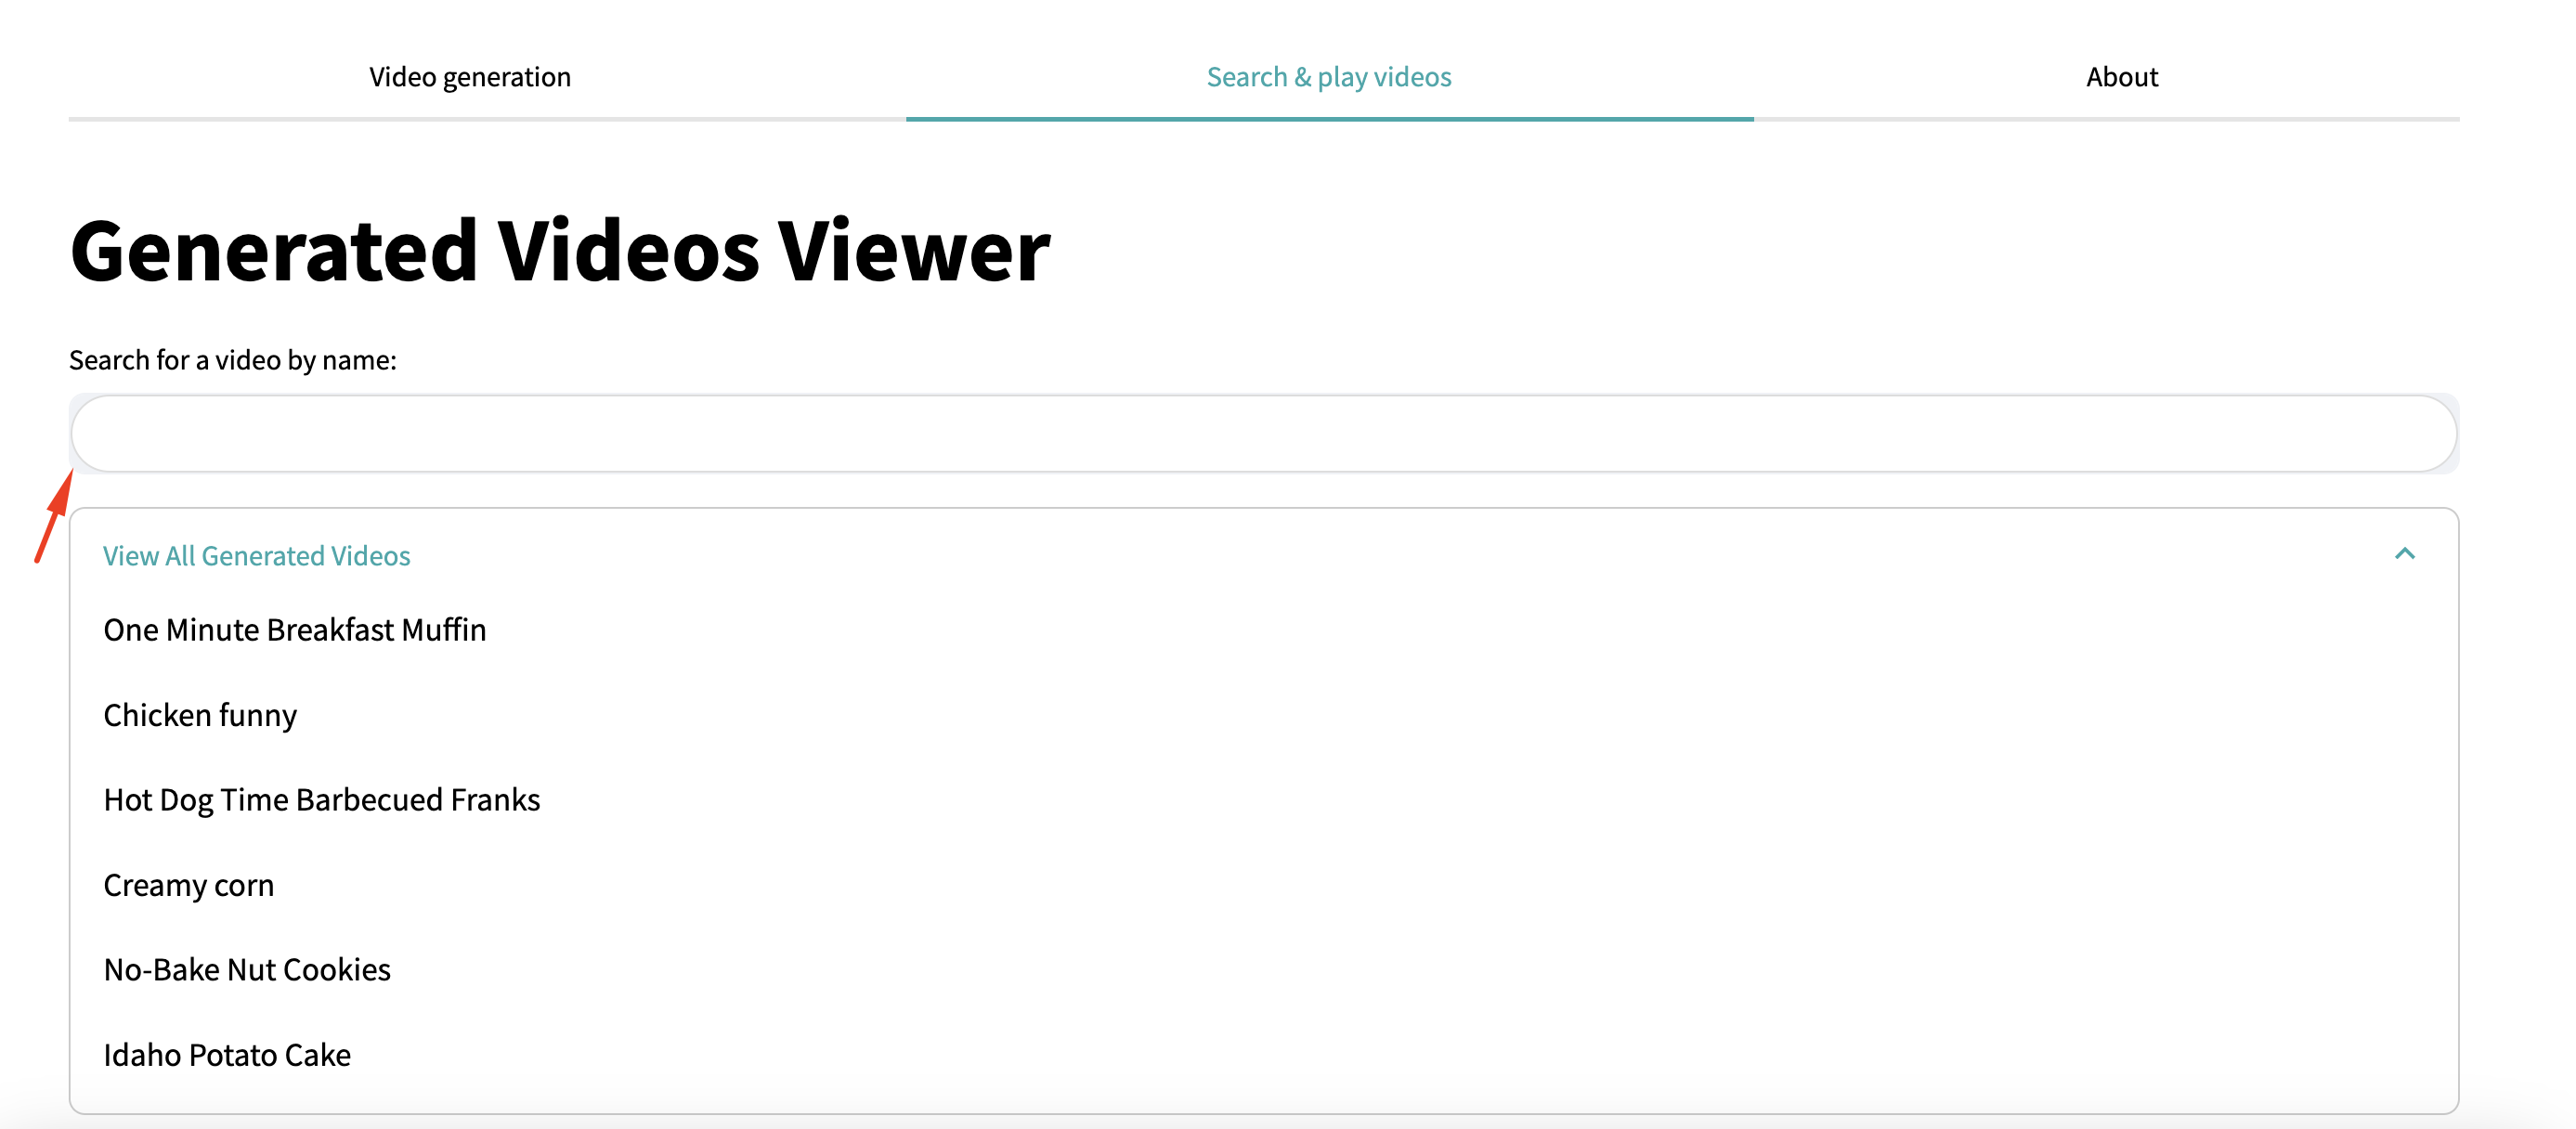 Video generation
Search & play videos
About
Generated Videos Viewer
Search for a video by name:
View All Generated Videos
One Minute Breakfast Muffin
Chicken funny
Hot Dog Time Barbecued Franks
Creamy corn
No-Bake Nut Cookies
Idaho Potato Cake